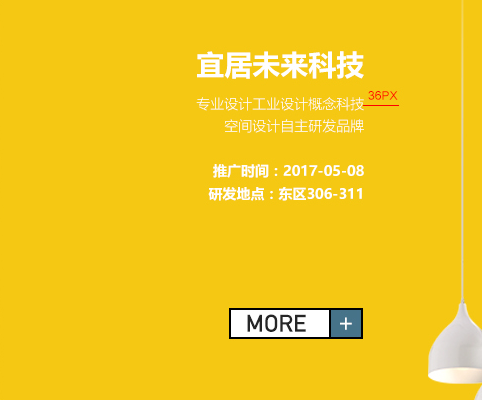 宜居未来科技
专业设计工业设计概念科技
36PX
空间设计自主研发品牌
推广时间：2017-05-08
研发地点：东区306-311
MORE +